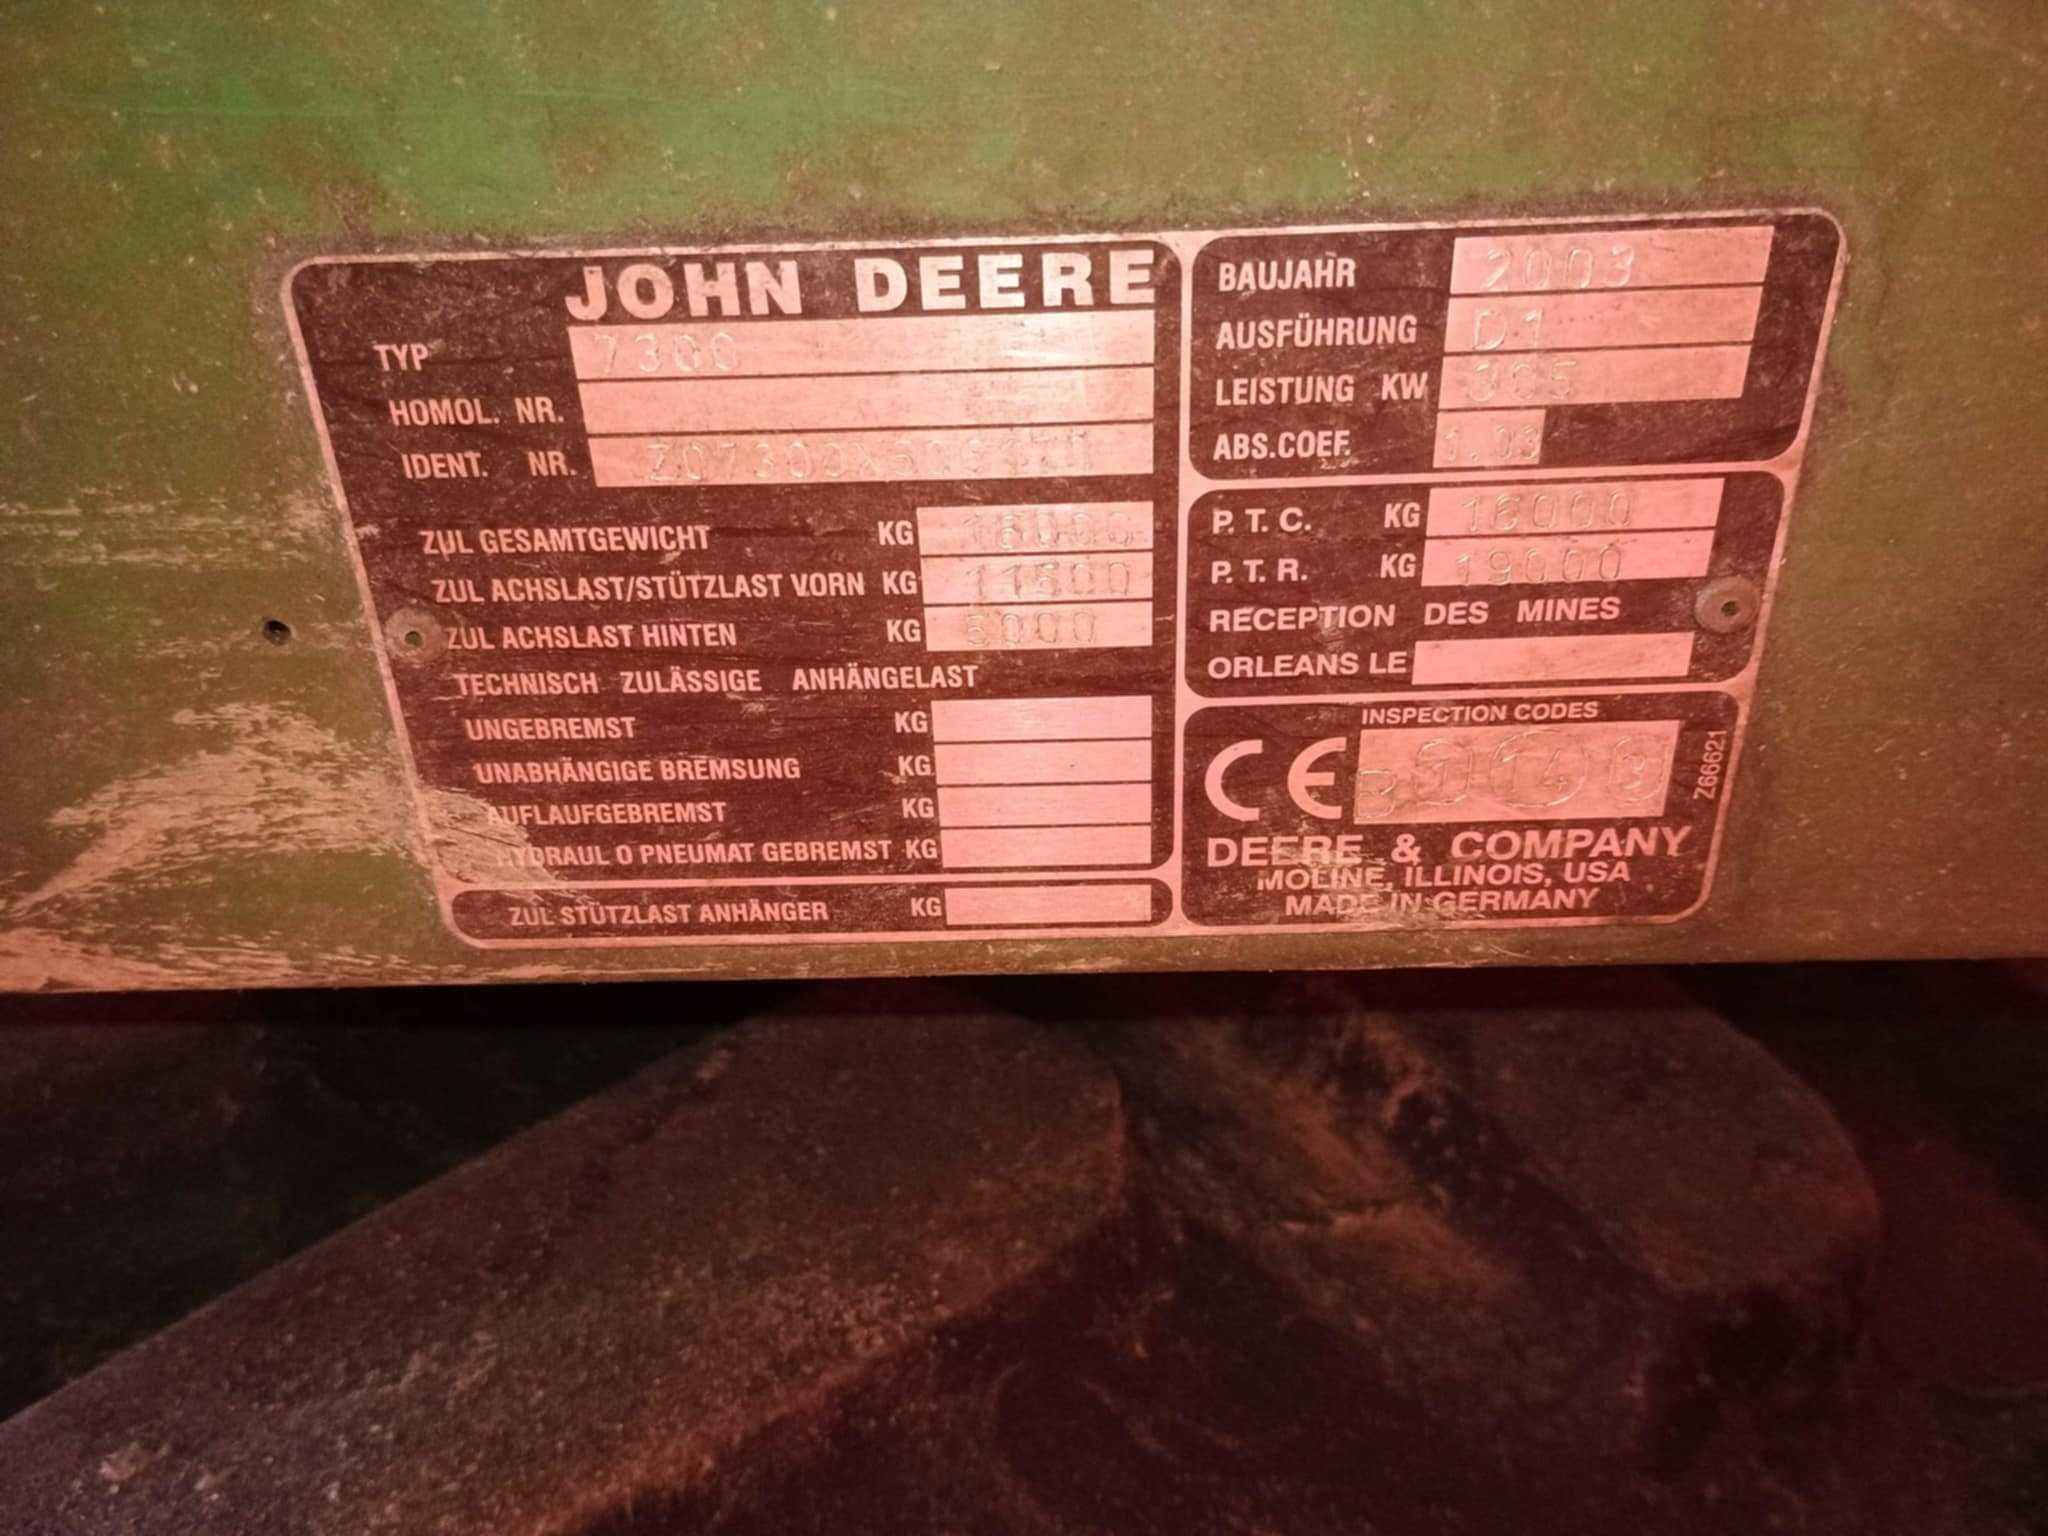 JOHN DEERE
TYP 7300
HOMOL. NR.
IDENT. NR.
ZUL GESAMTGEWICHT KG 16000
ZUL ACHSLAST/STÜTZLAST VORN KG 11500
ZUL ACHSLAST HINTEN KG 6000
TECHNISCH ZULÄSSIGE ANHÄNGELAST
UNGEBREMST KG
UNABHÄNGIGE BREMSUNG KG
AUFLAUFGEBREMST KG
HYDRAUL O PNEUMAT GEBREMST KG
ZUL STÜTZLAST ANHÄNGER KG
BAUJAHR 2003
AUSFÜHRUNG D1
LEISTUNG KW 305
ABS.COEF. 1.03
P. T. C. KG 16000
P. T. R. KG 19000
RECEPTION DES MINES
ORLEANS LE
INSPECTION CODES
CE
Z66621
DEERE & COMPANY
MOLINE, ILLINOIS, USA
MADE IN GERMANY